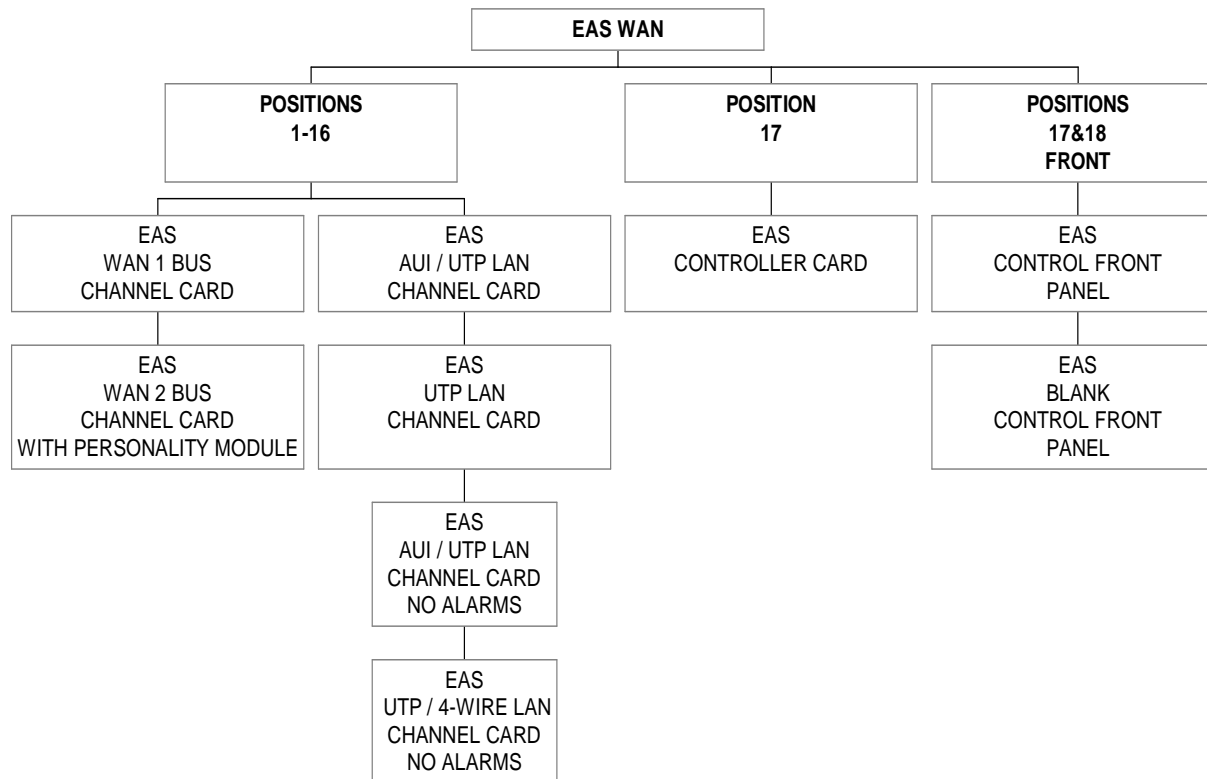 EAS WAN
POSITIONS
1-16
POSITION
17
POSITIONS
17&18
FRONT
EAS
WAN 1 BUS
CHANNEL CARD
EAS
AUI / UTP LAN
CHANNEL CARD
EAS
CONTROLLER CARD
EAS
CONTROL FRONT
PANEL
EAS
WAN 2 BUS
CHANNEL CARD
WITH PERSONALITY MODULE
EAS
UTP LAN
CHANNEL CARD
EAS
BLANK
CONTROL FRONT
PANEL
EAS
AUI / UTP LAN
CHANNEL CARD
NO ALARMS
EAS
UTP / 4-WIRE LAN
CHANNEL CARD
NO ALARMS